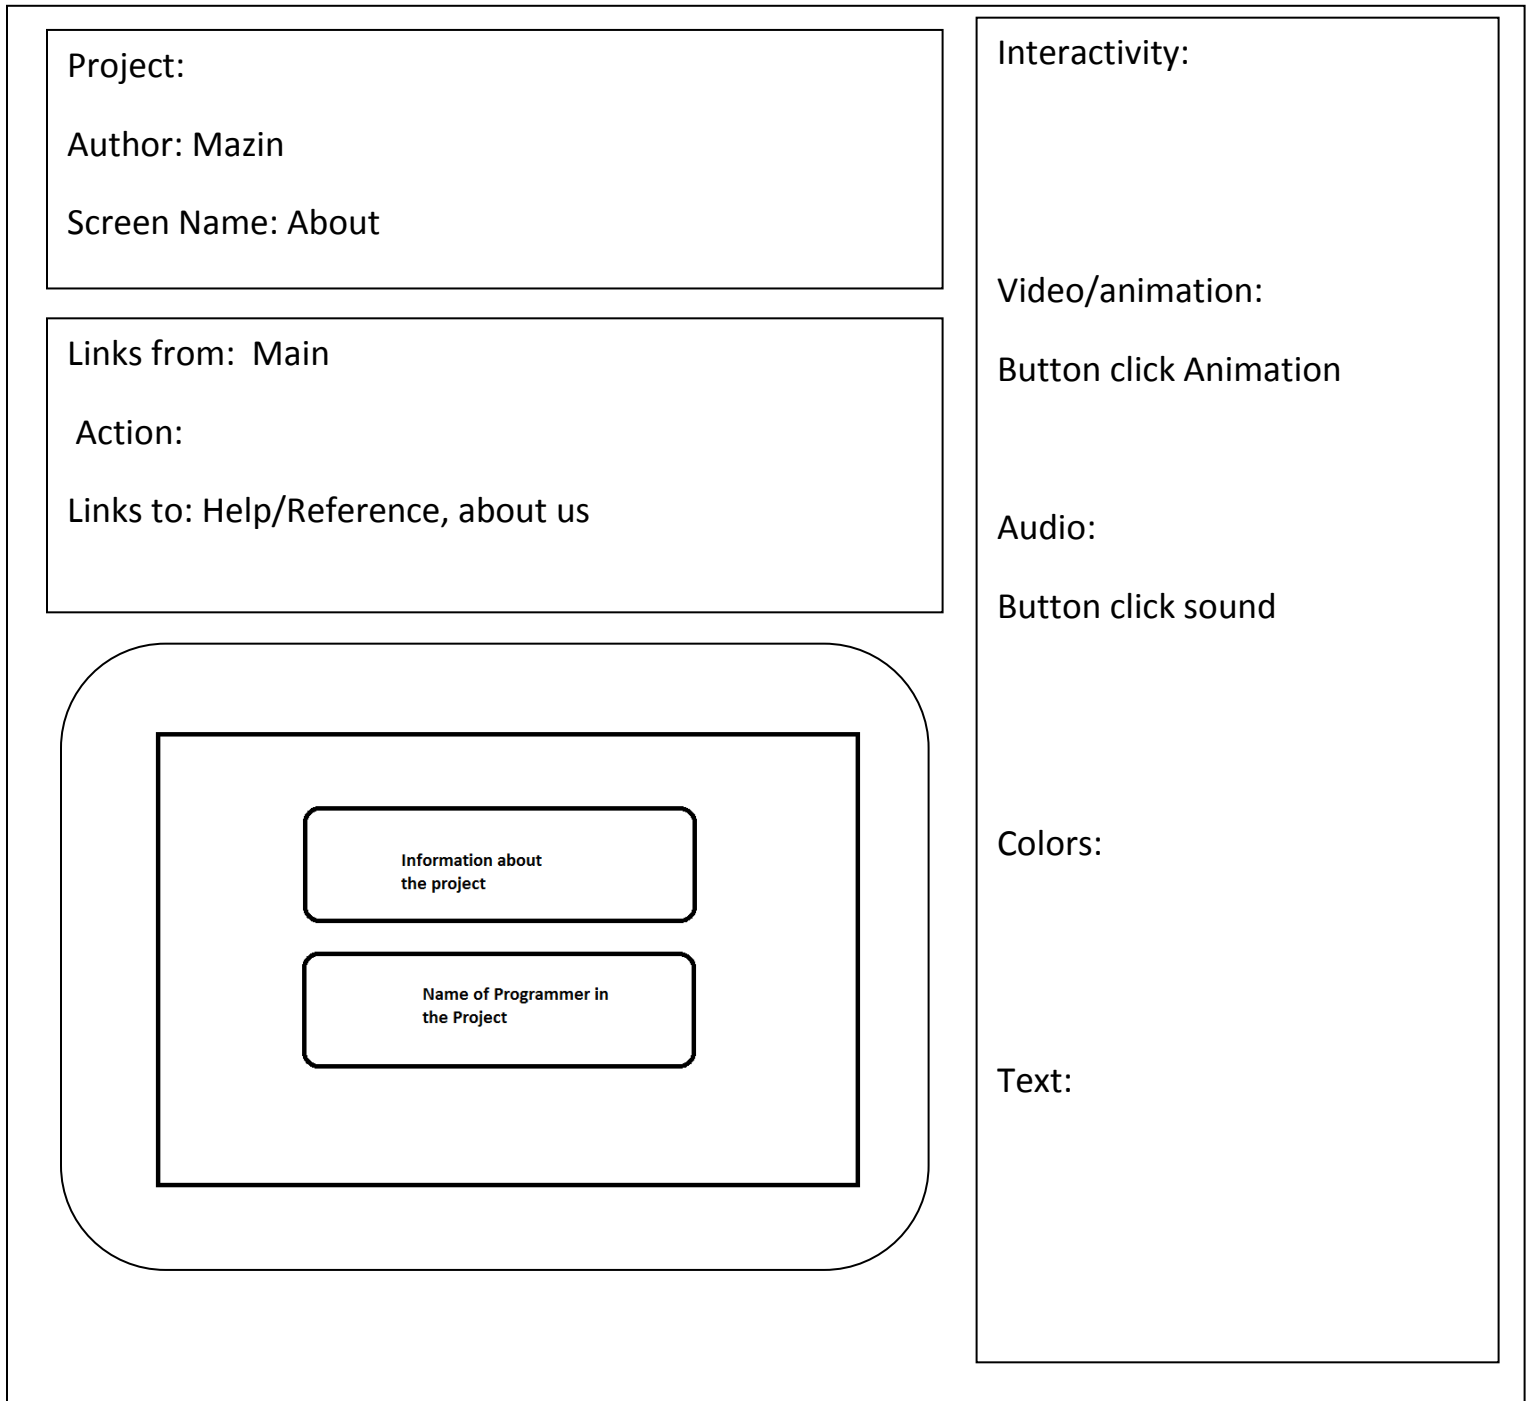 Project:
Author: Mazin
Screen Name: About
Links from:  Main
Action:
Links to: Help/Reference, about us
Information about
the project
Name of Programmer in
the Project
Interactivity:
Video/animation:
Button click Animation
Audio:
Button click sound
Colors:
Text: